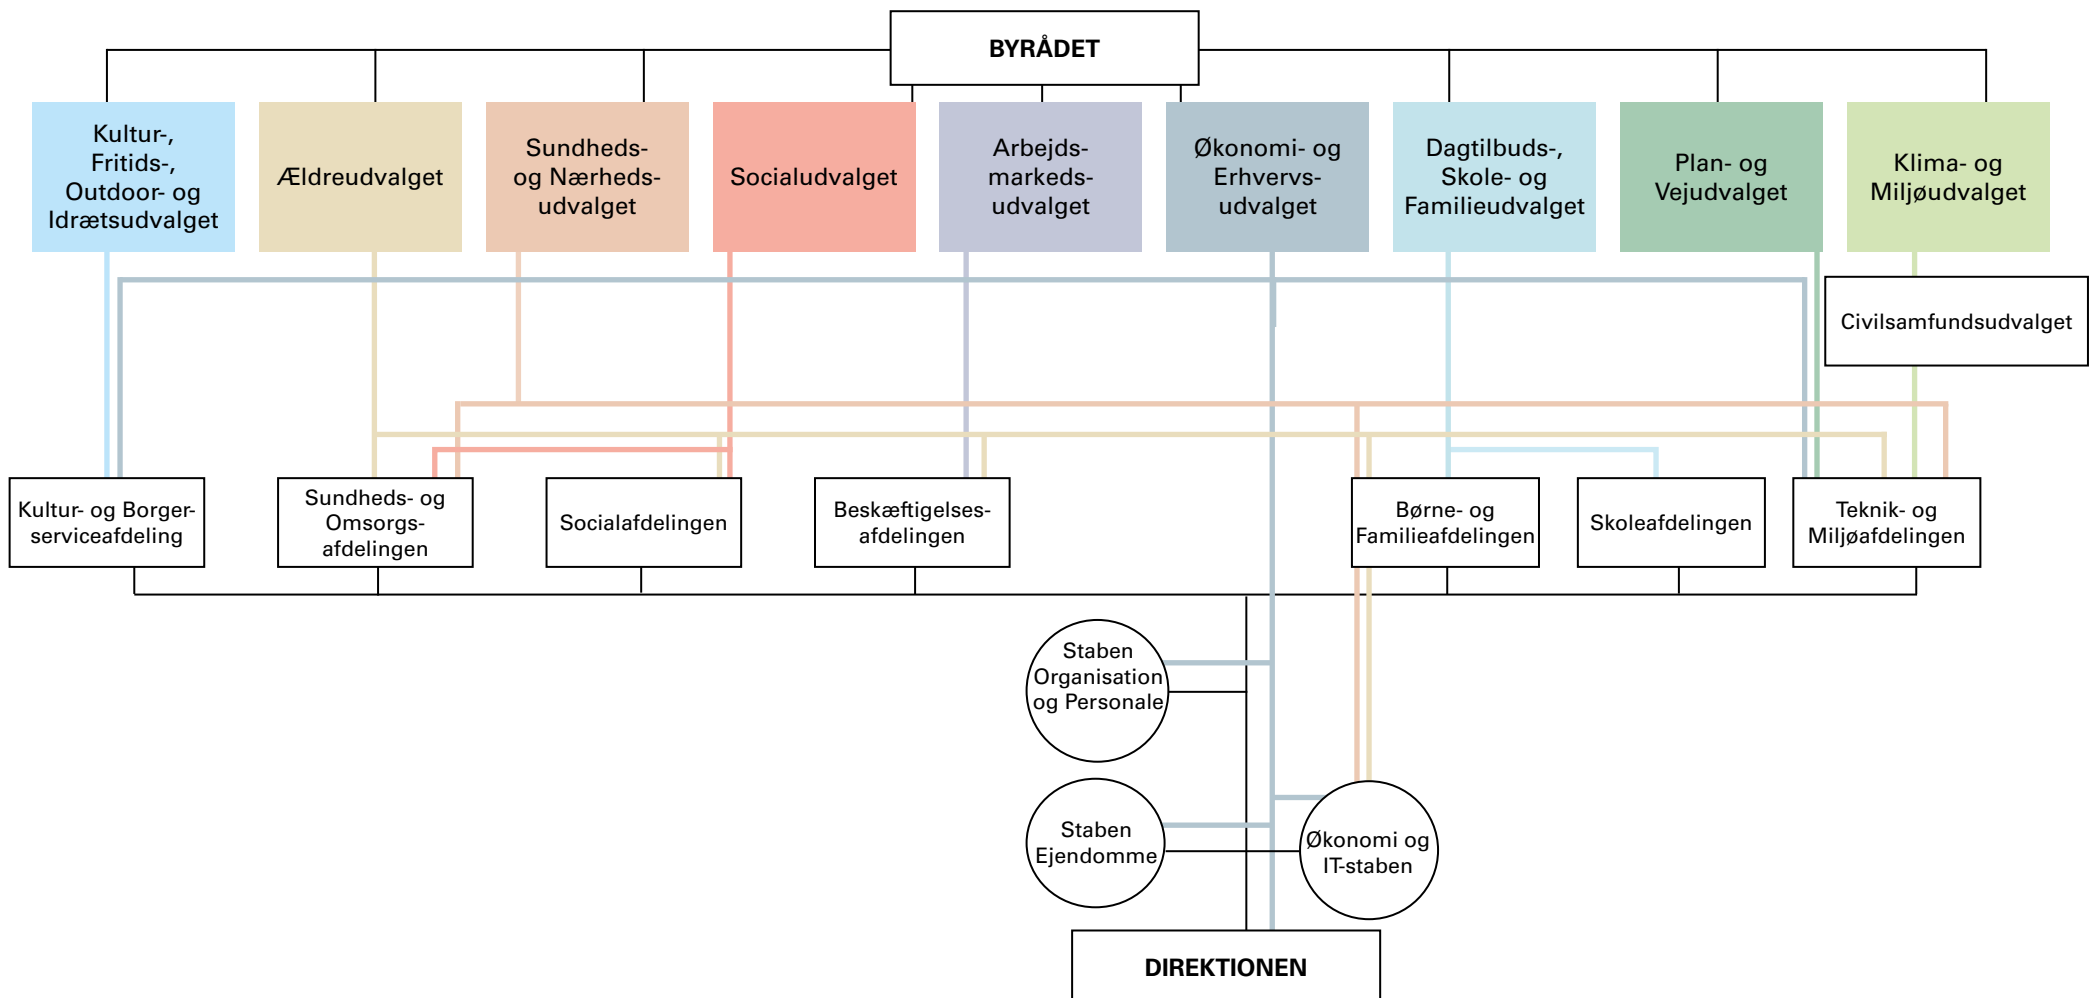 BYRÅDET
Kultur-,
Fritids-,
Outdoor- og
Idrætsudvalget
Ældreudvalget
Sundheds-
og Nærheds-
udvalget
Socialudvalget
Arbejds-
markeds-
udvalget
Økonomi- og
Erhvervs-
udvalget
Dagtilbuds-,
Skole- og
Familieudvalget
Plan- og
Vejudvalget
Klima- og
Miljøudvalget
Civilsamfundsudvalget
Kultur- og Borger-
serviceafdeling
Sundheds- og
Omsorgs-
afdelingen
Socialafdelingen
Beskæftigelses-
afdelingen
Børne- og
Familieafdelingen
Skoleafdelingen
Teknik- og
Miljøafdelingen
Staben
Organisation
og Personale
Staben
Ejendomme
Økonomi og
IT-staben
DIREKTIONEN